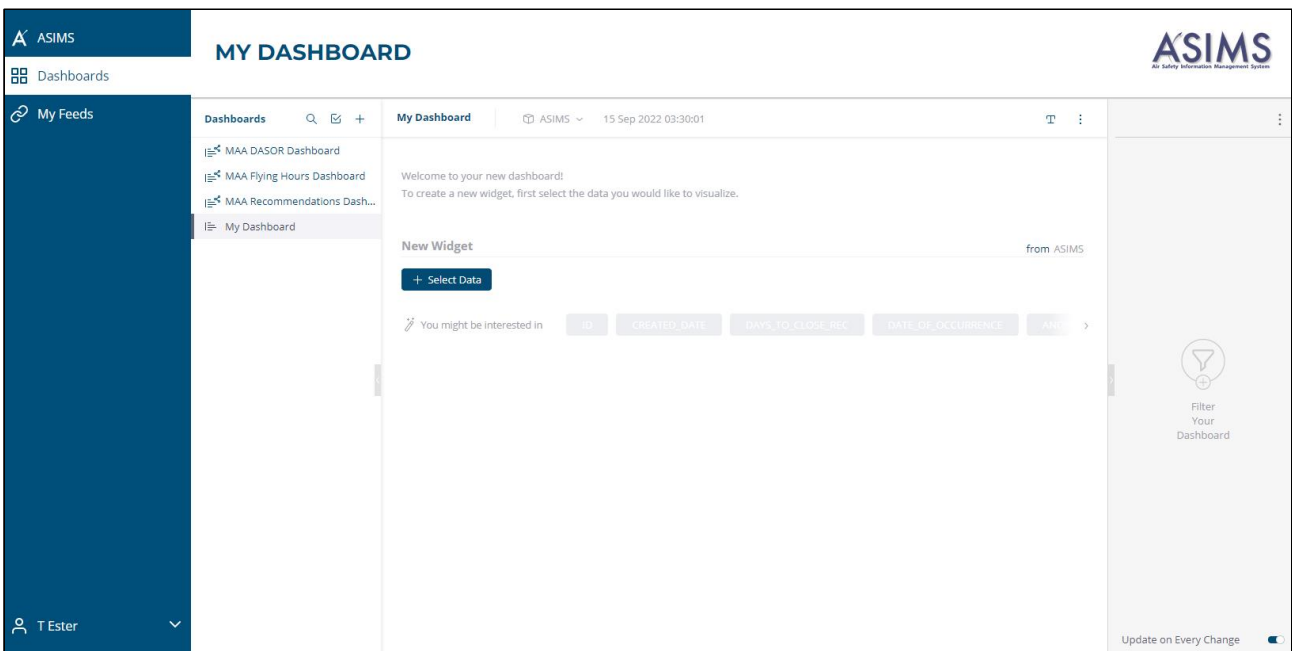 ASIMS
Dashboards
My Feeds
T Ester
MY DASHBOARD
ASIMS
Air Safety Information Management System
Dashboards
MAA DASOR Dashboard
MAA Flying Hours Dashboard
MAA Recommendations Dash...
My Dashboard
My Dashboard ASIMS 15 Sep 2022 03:30:01 T
Welcome to your new dashboard!
To create a new widget, first select the data you would like to visualize.
New Widget from ASIMS
+ Select Data
You might be interested in ID CREATED_DATE DAYS_TO_CLOSE_REC DATE_OF_OCCURRENCE
Filter
Your
Dashboard
Update on Every Change